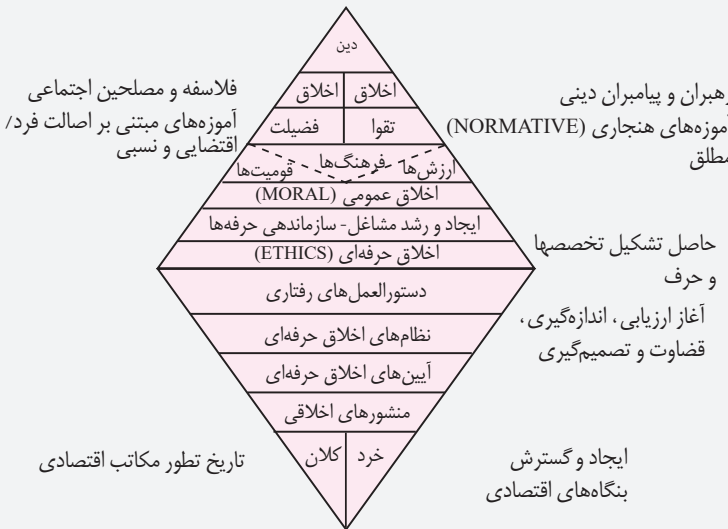 دین
اخلاق | اخلاق
تقوا | فضیلت
ارزش‌ها - فرهنگ‌ها - قومیت‌ها
اخلاق عمومی (MORAL)
ایجاد و رشد مشاغل - سازماندهی حرفه‌ها
اخلاق حرفه‌ای (ETHICS)
دستورالعمل‌های رفتاری
نظام‌های اخلاق حرفه‌ای
آیین‌های اخلاق حرفه‌ای
منشورهای اخلاقی
خرد | کلان
رهبران و پیامبران دینی
آموزه‌های هنجاری (NORMATIVE)
مطلق
حاصل تشکیل تخصصها
و حرف
آغاز ارزیابی، اندازه‌گیری،
قضاوت و تصمیم‌گیری
ایجاد و گسترش
بنگاه‌های اقتصادی
فلاسفه و مصلحین اجتماعی
آموزه‌های مبتنی بر اصالت فرد/
اقتضایی و نسبی
تاریخ تطور مکاتب اقتصادی